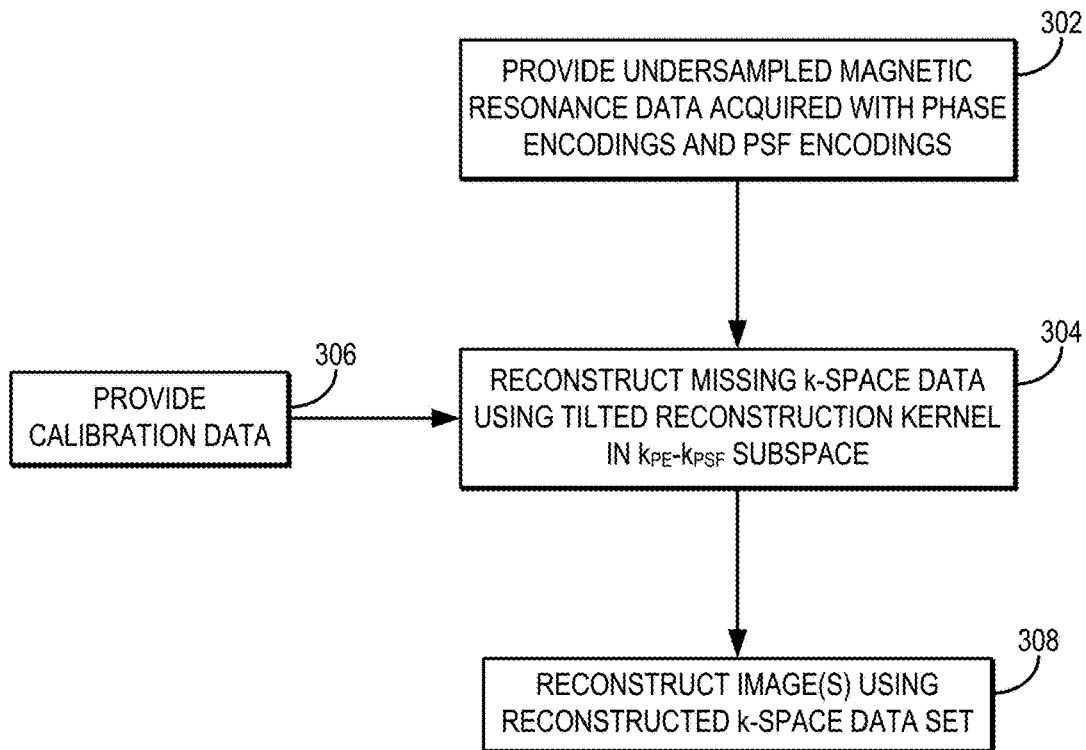 302
PROVIDE UNDERSAMPLED MAGNETIC
RESONANCE DATA ACQUIRED WITH PHASE
ENCODINGS AND PSF ENCODINGS
304
RECONSTRUCT MISSING k-SPACE DATA
USING TILTED RECONSTRUCTION KERNEL
IN kPE-kPSF SUBSPACE
306
PROVIDE
CALIBRATION DATA
308
RECONSTRUCT IMAGE(S) USING
RECONSTRUCTED k-SPACE DATA SET